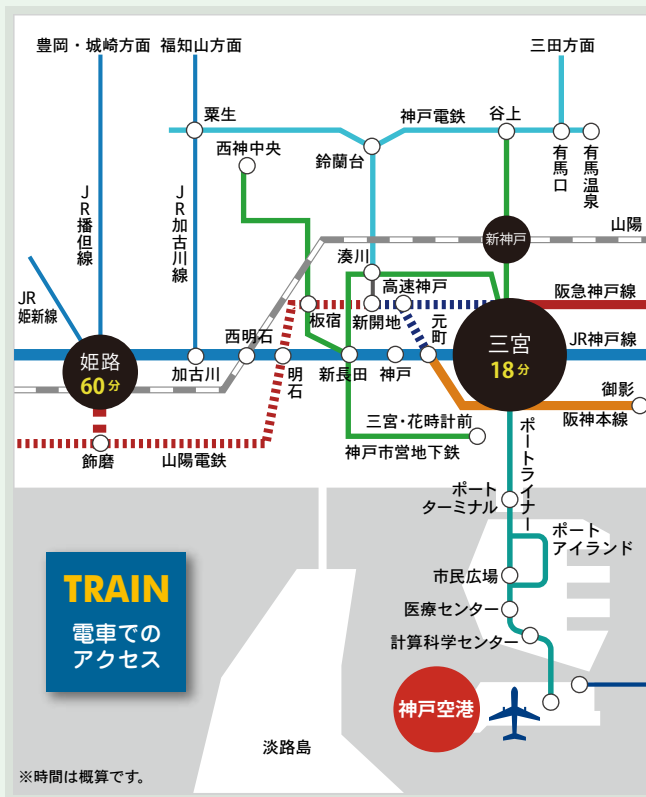 豊岡・城崎方面
福知山方面
三田方面
粟生
神戸電鉄
谷上
西神中央
鈴蘭台
有馬口
有馬温泉
JR播但線
JR加古川線
新神戸
山陽
湊川
高速神戸
阪急神戸線
JR
姫新線
板宿
新開地
元町
西明石
三宮
18分
JR神戸線
姫路
60分
加古川
明石
新長田
神戸
御影
三宮・花時計前
阪神本線
飾磨
山陽電鉄
神戸市営地下鉄
ポートライナー
ポート
ターミナル
ポート
アイランド
TRAIN
電車での
アクセス
市民広場
医療センター
計算科学センター
神戸空港
淡路島
※時間は概算です。